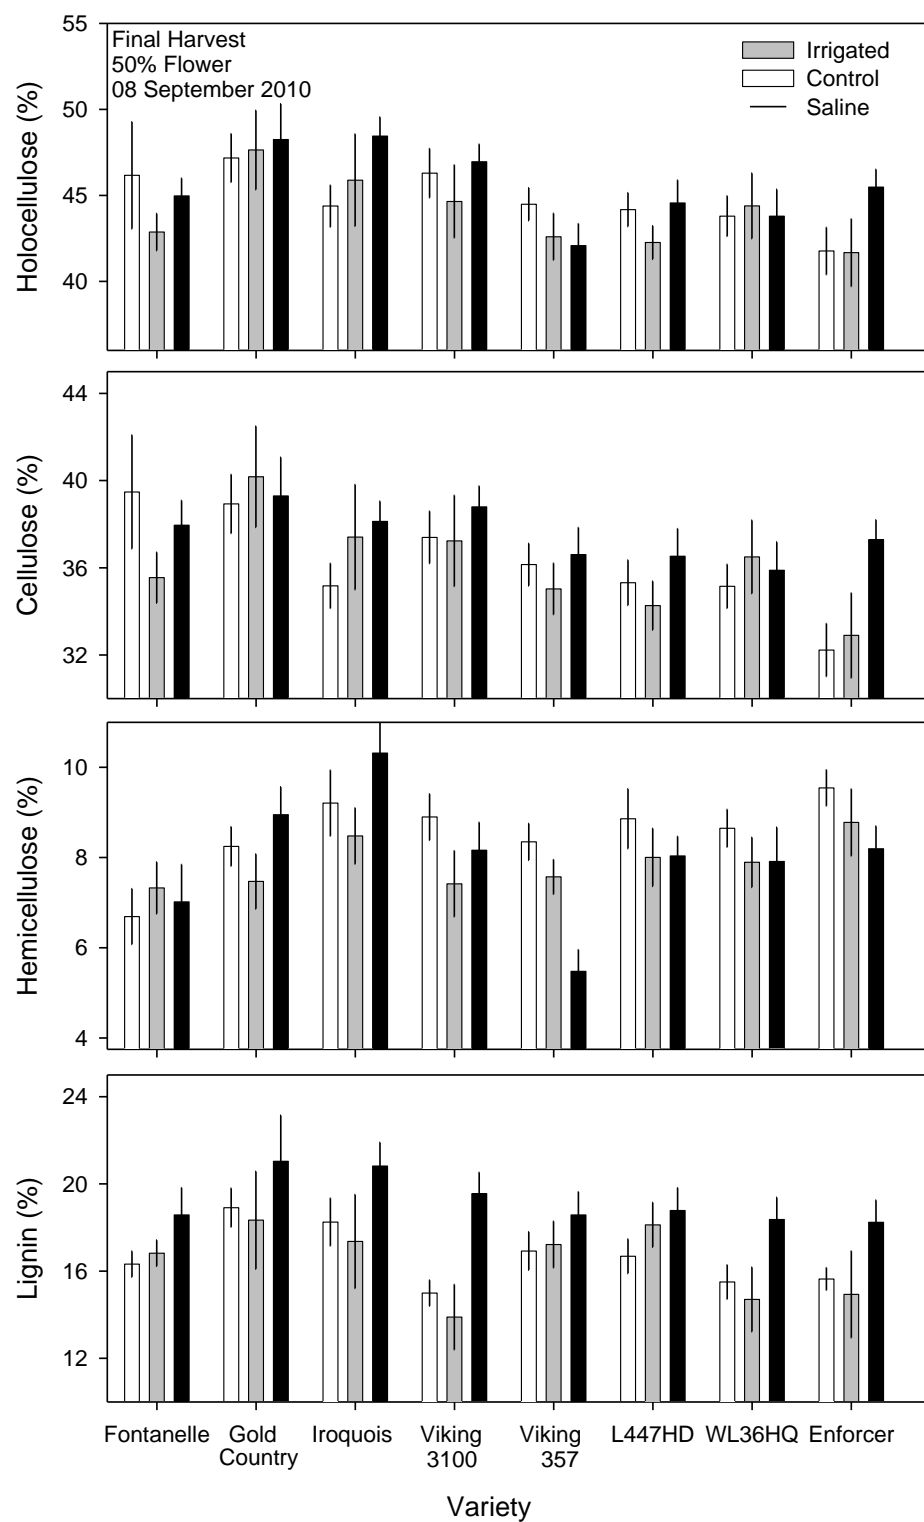 55
Final Harvest
50% Flower
08 September 2010
Irrigated
Control
Saline
50
45
40
Holocellulose (%)
44
40
36
32
Cellulose (%)
10
8
6
4
Hemicellulose (%)
24
20
16
12
Lignin (%)
Fontanelle Gold Iroquois Viking Viking L447HD WL36HQ Enforcer
Country 3100 357
Variety